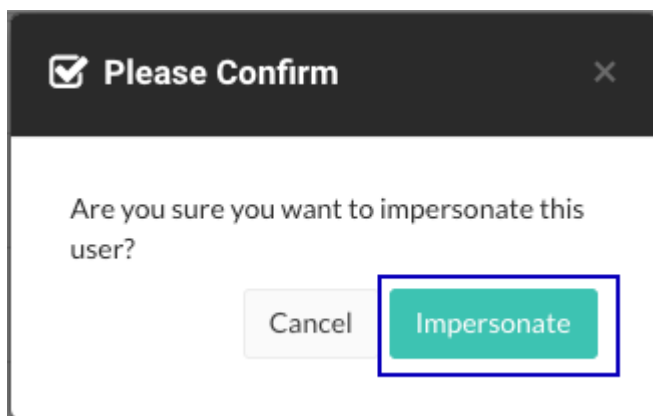 Please Confirm
Are you sure you want to impersonate this
user?
Cancel
Impersonate